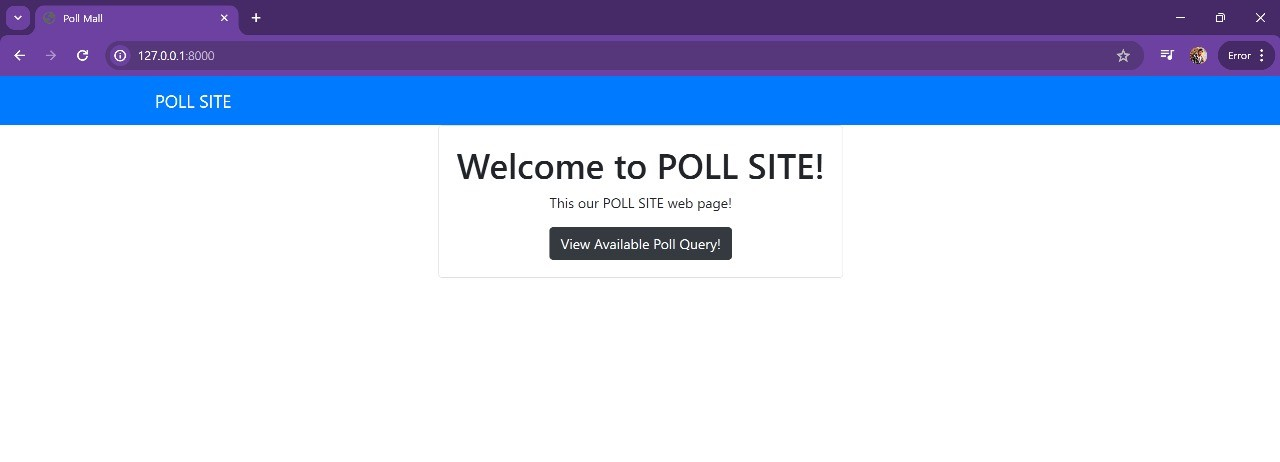 Poll Mall
127.0.0.1:8000
Error
POLL SITE
Welcome to POLL SITE!
This our POLL SITE web page!
View Available Poll Query!